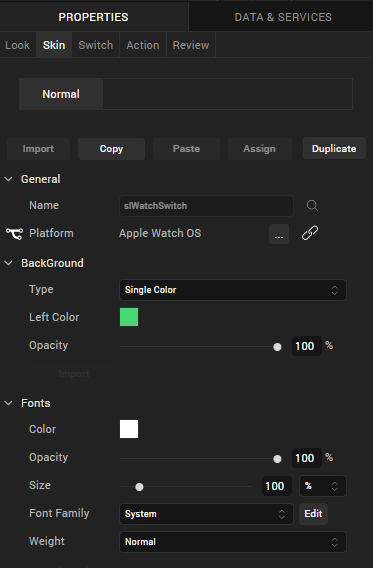 PROPERTIES DATA & SERVICES
Look Skin Switch Action Review
Normal
Import Copy Paste Assign Duplicate
General
Name slWatchSwitch
Platform Apple Watch OS ...
BackGround
Type Single Color
Left Color
Opacity 100 %
Import
Fonts
Color
Opacity 100 %
Size 100 %
Font Family System Edit
Weight Normal